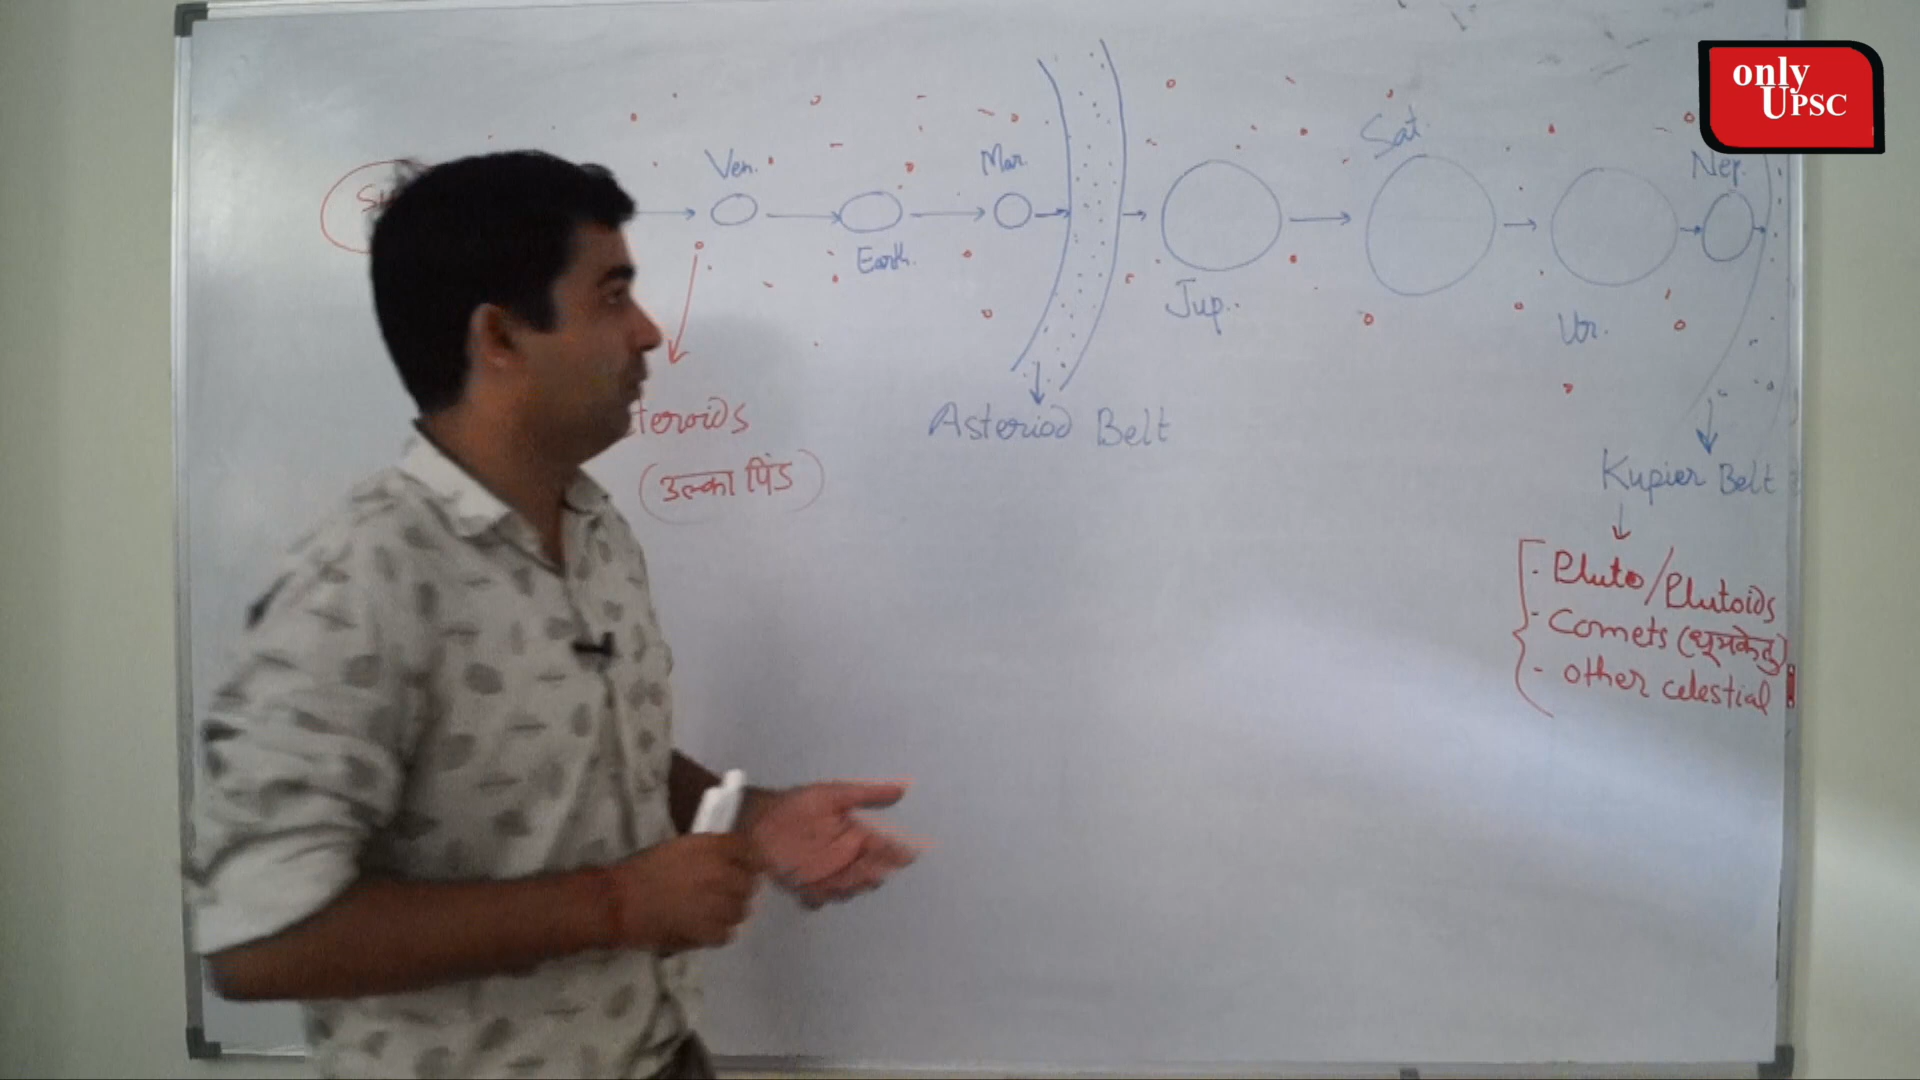 only
UPSC
Sat.
Ven.
Mar.
Nep.
Earth.
Jup.
Ur.
teroids
(उल्का पिंड)
Asteriod Belt
Kupier Belt
· Pluto/Plutoids
- Comets (धूमकेतु)
- other celestial